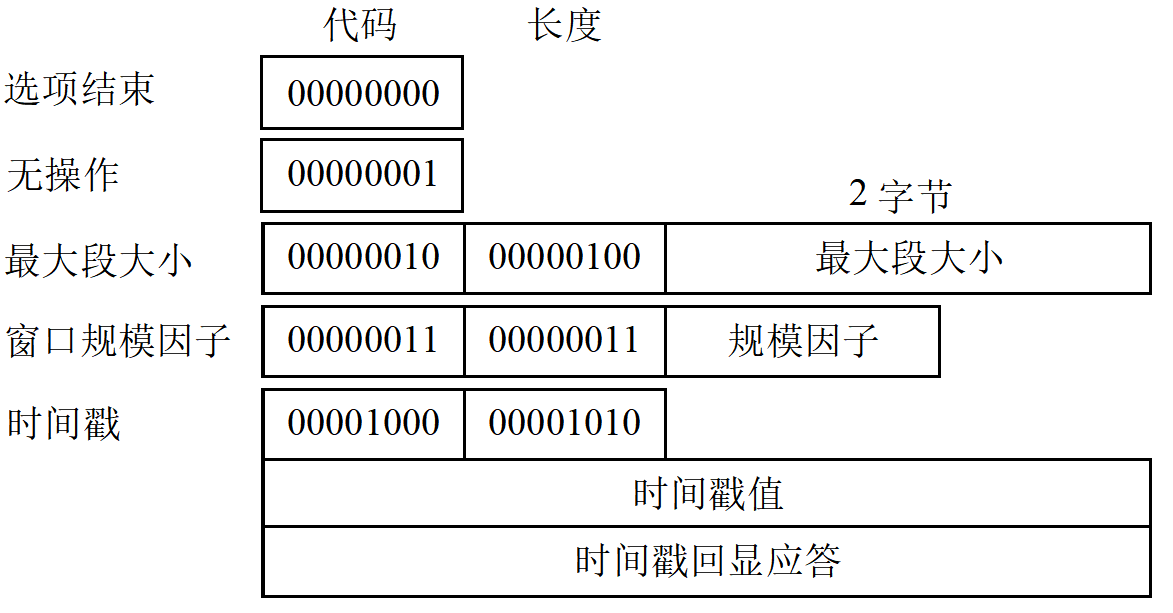 代码 长度
选项结束 00000000
无操作 00000001
2 字节
最大段大小 00000010 00000100 最大段大小
窗口规模因子 00000011 00000011 规模因子
时间戳 00001000 00001010
时间戳值
时间戳回显应答